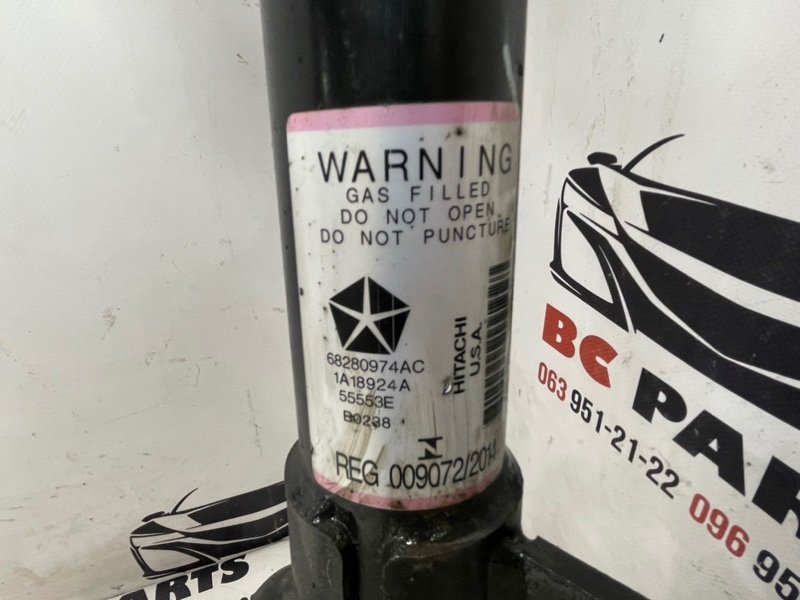 WARNING
GAS FILLED
DO NOT OPEN
DO NOT PUNCTURE
68280974AC
1A18924A
55553E
B0238
HITACHI
U.S.A.
REG 009072/2014
BC PAR
063 951-21-22 096 95
ARTS